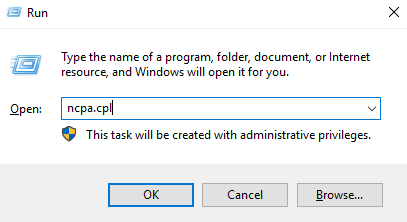 Run
Type the name of a program, folder, document, or Internet
resource, and Windows will open it for you.
Open: ncpa.cpl
This task will be created with administrative privileges.
OK Cancel Browse...